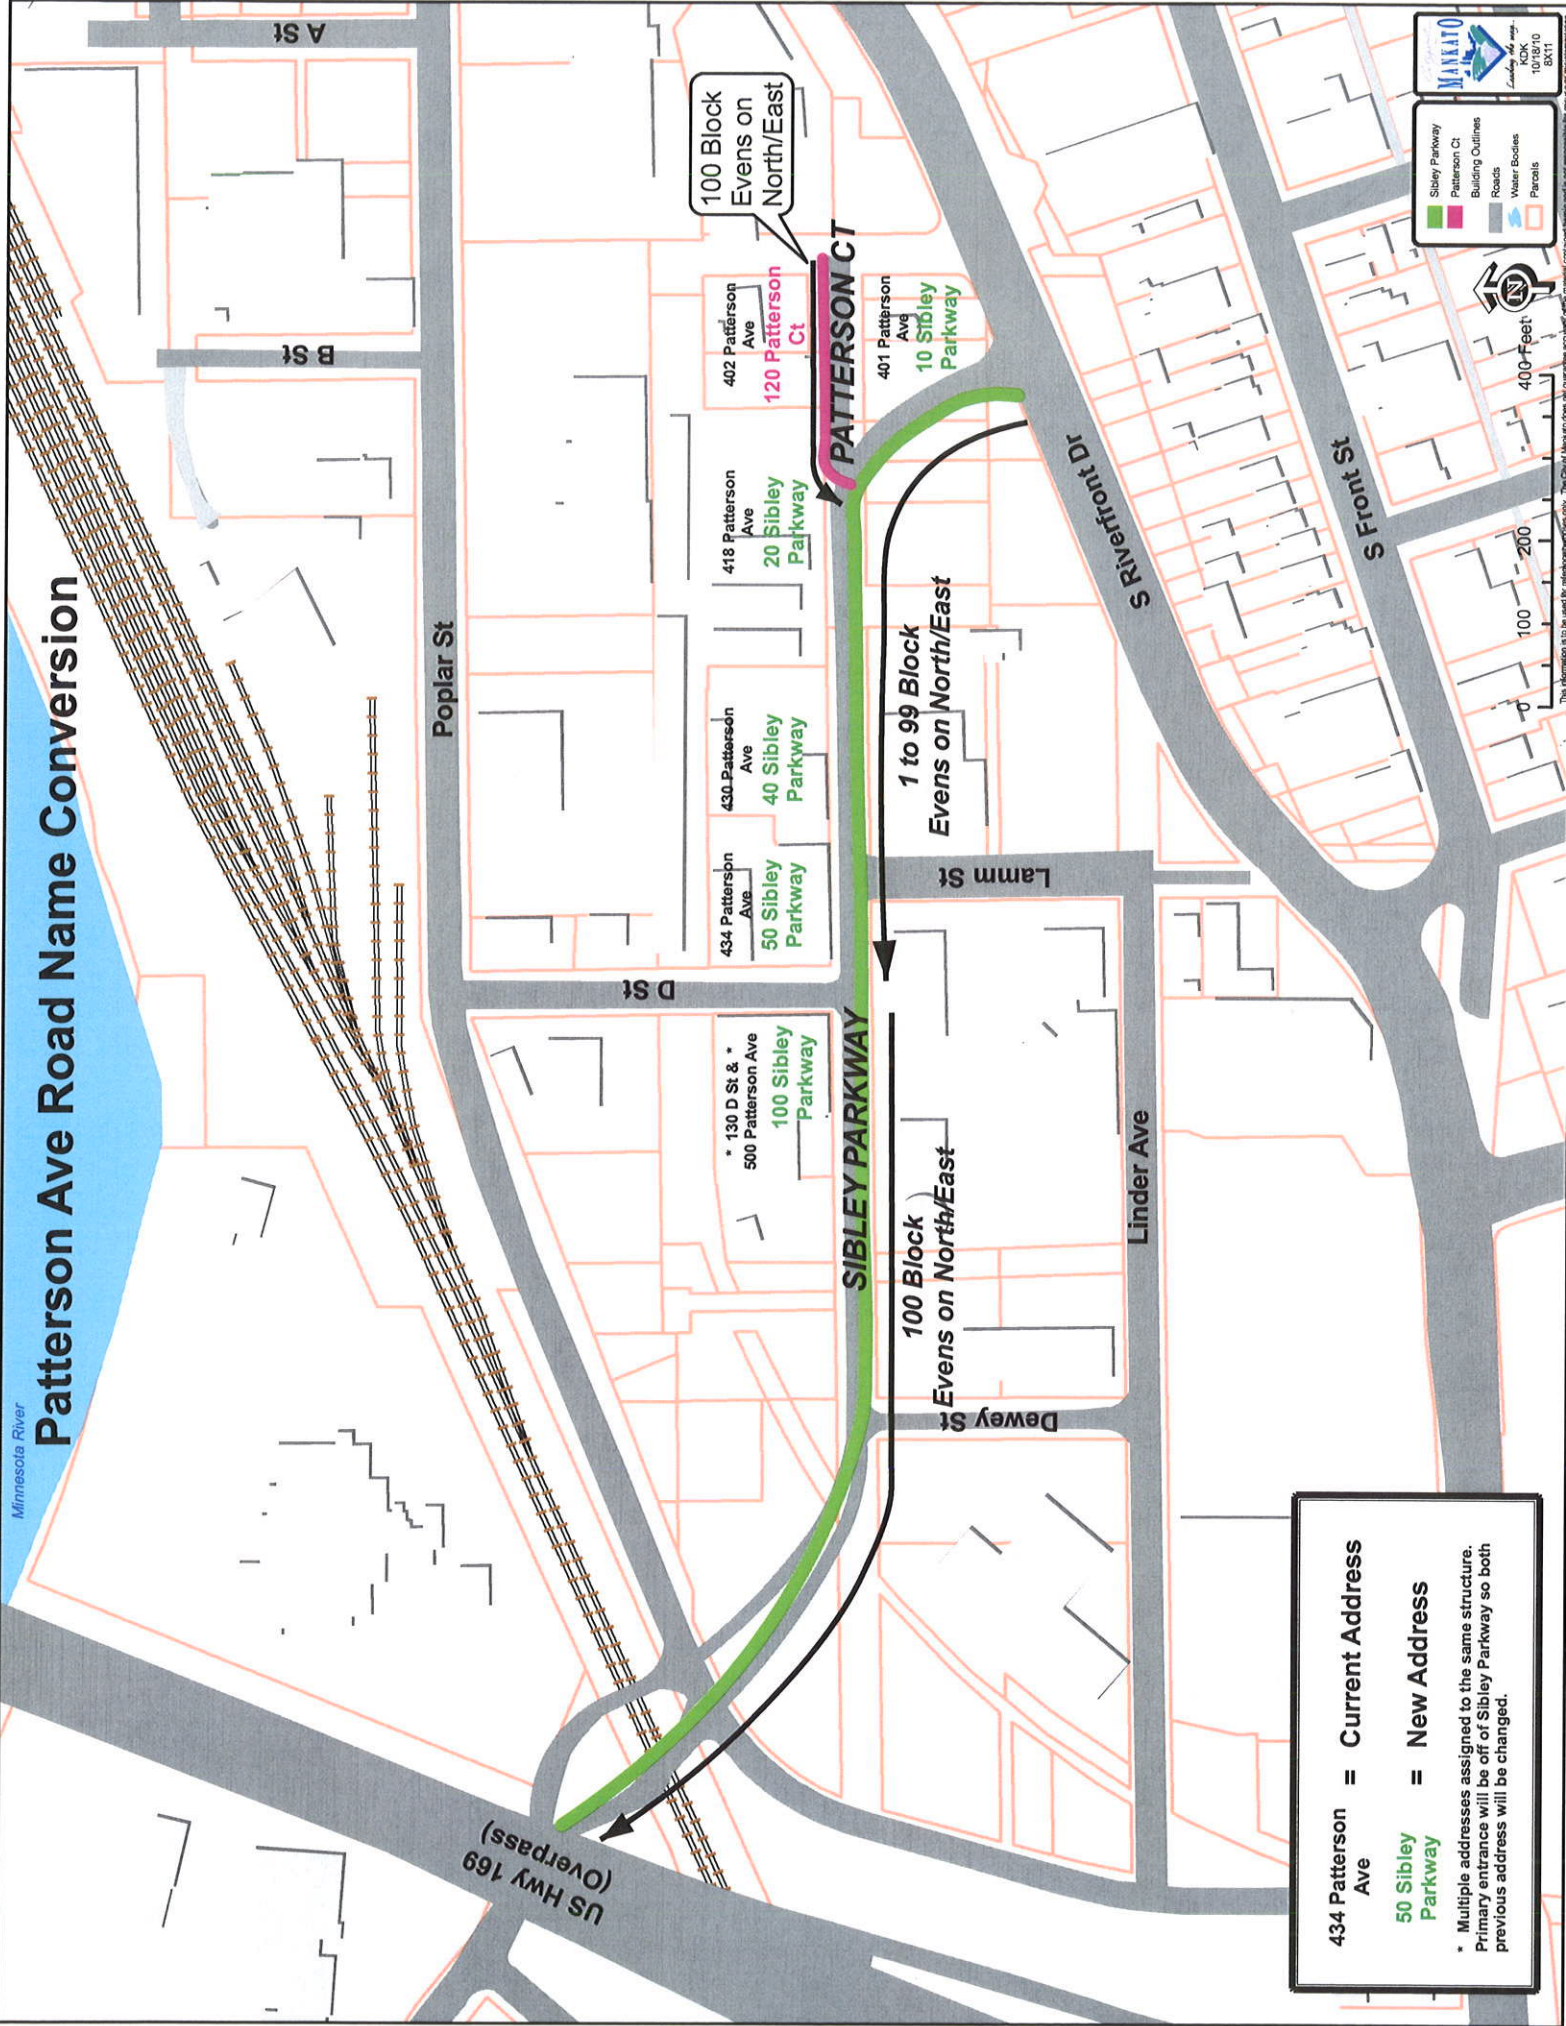 Minnesota River
Patterson Ave Road Name Conversion
A St
B St
Poplar St
D St
US Hwy 169
(Overpass)
434 Patterson
Ave
50 Sibley
Parkway
430 Patterson
Ave
40 Sibley
Parkway
418 Patterson
Ave
20 Sibley
Parkway
402 Patterson
Ave
120 Patterson
Ct
100 Block
Evens on
North/East
* 130 D St & *
500 Patterson Ave
100 Sibley
Parkway
SIBLEY PARKWAY
PATTERSON CT
401 Patterson
Ave
10 Sibley
Parkway
100 Block
Evens on North/East
1 to 99 Block
Evens on North/East
Dewey St
Lamm St
Linder Ave
S Riverfront Dr
S Front St
434 Patterson
Ave
= Current Address
50 Sibley
Parkway
= New Address
* Multiple addresses assigned to the same structure.
Primary entrance will be off of Sibley Parkway so both
previous address will be changed.
0 100 200 400 Feet
N
Sibley Parkway
Patterson Ct
Building Outlines
Roads
Water Bodies
Parcels
MANKATO
Leading the way...
KDK
10/18/10
8X11